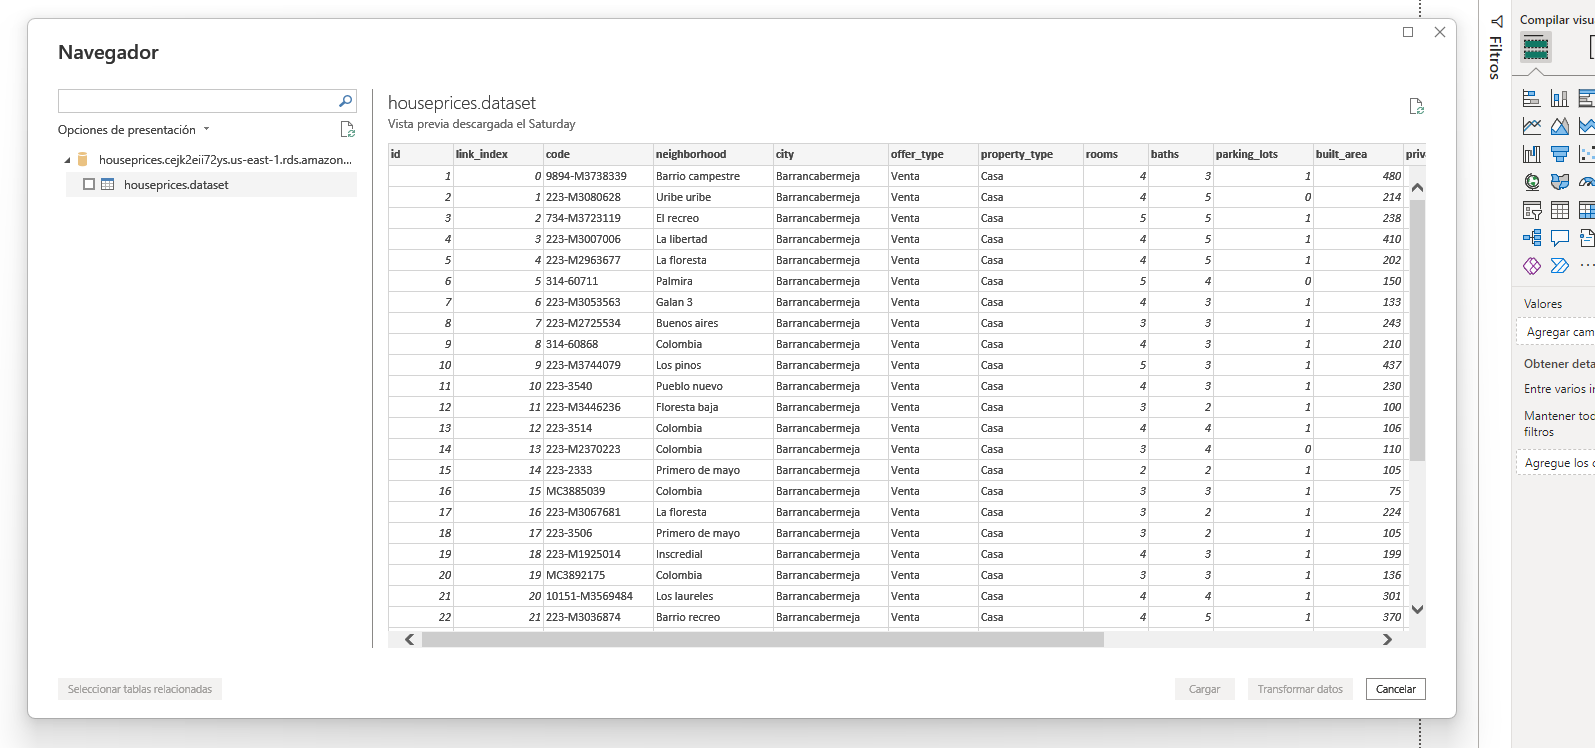 Navegador
Opciones de presentación
houseprices.cejk2eii72ys.us-east-1.rds.amazon...
houseprices.dataset
houseprices.dataset
Vista previa descargada el Saturday
id link_index code neighborhood city offer_type property_type rooms baths parking_lots built_area priv
1 0 9894-M3738339 Barrio campestre Barrancabermeja Venta Casa 4 3 1 480
2 1 223-M3080628 Uribe uribe Barrancabermeja Venta Casa 4 5 0 214
3 2 734-M3723119 El recreo Barrancabermeja Venta Casa 5 5 1 238
4 3 223-M3007006 La libertad Barrancabermeja Venta Casa 4 5 1 410
5 4 223-M2963677 La floresta Barrancabermeja Venta Casa 4 5 1 202
6 5 314-60711 Palmira Barrancabermeja Venta Casa 5 4 0 150
7 6 223-M3053563 Galan 3 Barrancabermeja Venta Casa 4 3 1 133
8 7 223-M2725534 Buenos aires Barrancabermeja Venta Casa 3 3 1 243
9 8 314-60868 Colombia Barrancabermeja Venta Casa 4 3 1 210
10 9 223-M3744079 Los pinos Barrancabermeja Venta Casa 5 3 1 437
11 10 223-3540 Pueblo nuevo Barrancabermeja Venta Casa 4 3 1 230
12 11 223-M3446236 Floresta baja Barrancabermeja Venta Casa 3 2 1 100
13 12 223-3514 Colombia Barrancabermeja Venta Casa 4 4 1 106
14 13 223-M2370223 Colombia Barrancabermeja Venta Casa 3 4 0 110
15 14 223-2333 Primero de mayo Barrancabermeja Venta Casa 2 2 1 105
16 15 MC3885039 Colombia Barrancabermeja Venta Casa 3 3 1 75
17 16 223-M3067681 La floresta Barrancabermeja Venta Casa 3 2 1 224
18 17 223-3506 Primero de mayo Barrancabermeja Venta Casa 3 2 1 105
19 18 223-M1925014 Inscredial Barrancabermeja Venta Casa 4 3 1 199
20 19 MC3892175 Colombia Barrancabermeja Venta Casa 3 3 1 136
21 20 10151-M3569484 Los laureles Barrancabermeja Venta Casa 4 4 1 301
22 21 223-M3036874 Barrio recreo Barrancabermeja Venta Casa 4 5 1 370
Seleccionar tablas relacionadas
Cargar
Transformar datos
Cancelar
Filtros
Compilar visu
Valores
Agregar cam
Obtener deta
Entre varios i
Mantener tod
filtros
Agregue los c